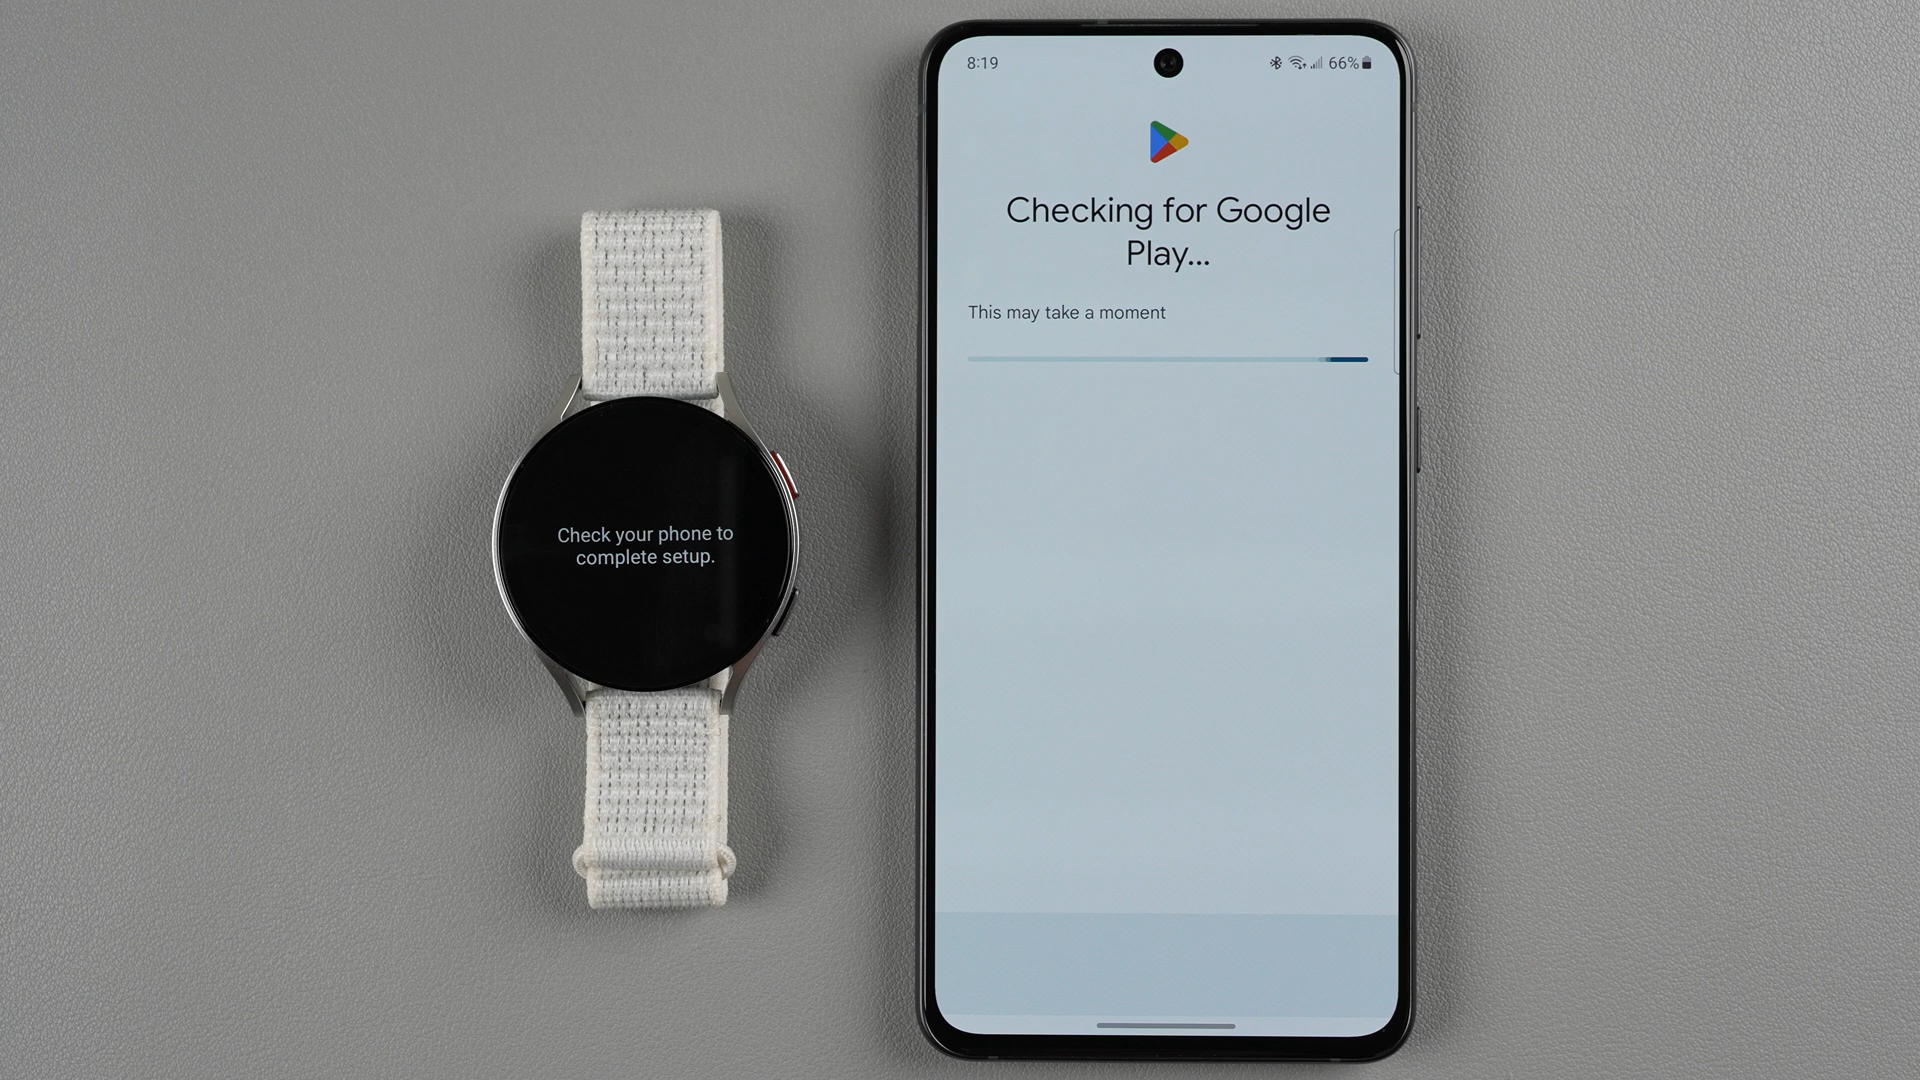 Check your phone to
complete setup.
8:19
66%
Checking for Google
Play...
This may take a moment